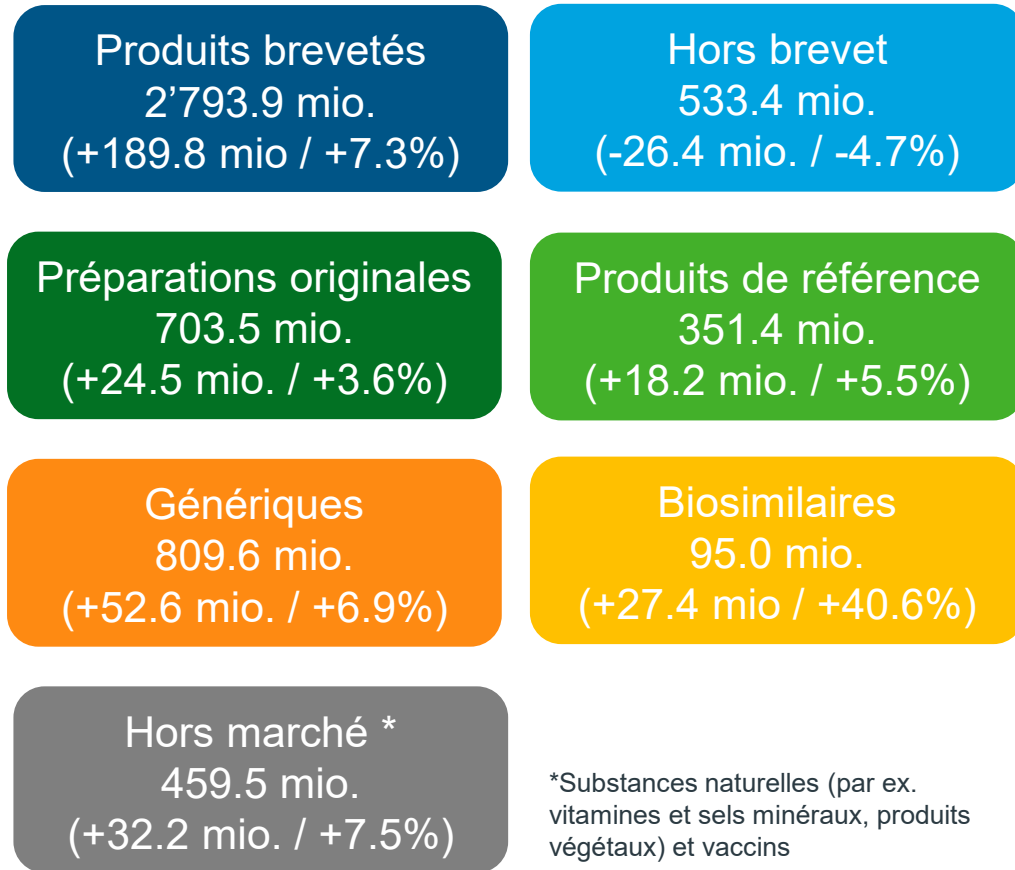 Produits brevetés
2’793.9 mio.
(+189.8 mio / +7.3%)
Hors brevet
533.4 mio.
(-26.4 mio. / -4.7%)
Préparations originales
703.5 mio.
(+24.5 mio. / +3.6%)
Produits de référence
351.4 mio.
(+18.2 mio. / +5.5%)
Génériques
809.6 mio.
(+52.6 mio. / +6.9%)
Biosimilaires
95.0 mio.
(+27.4 mio / +40.6%)
Hors marché *
459.5 mio.
(+32.2 mio. / +7.5%)
*Substances naturelles (par ex.
vitamines et sels minéraux, produits
végétaux) et vaccins